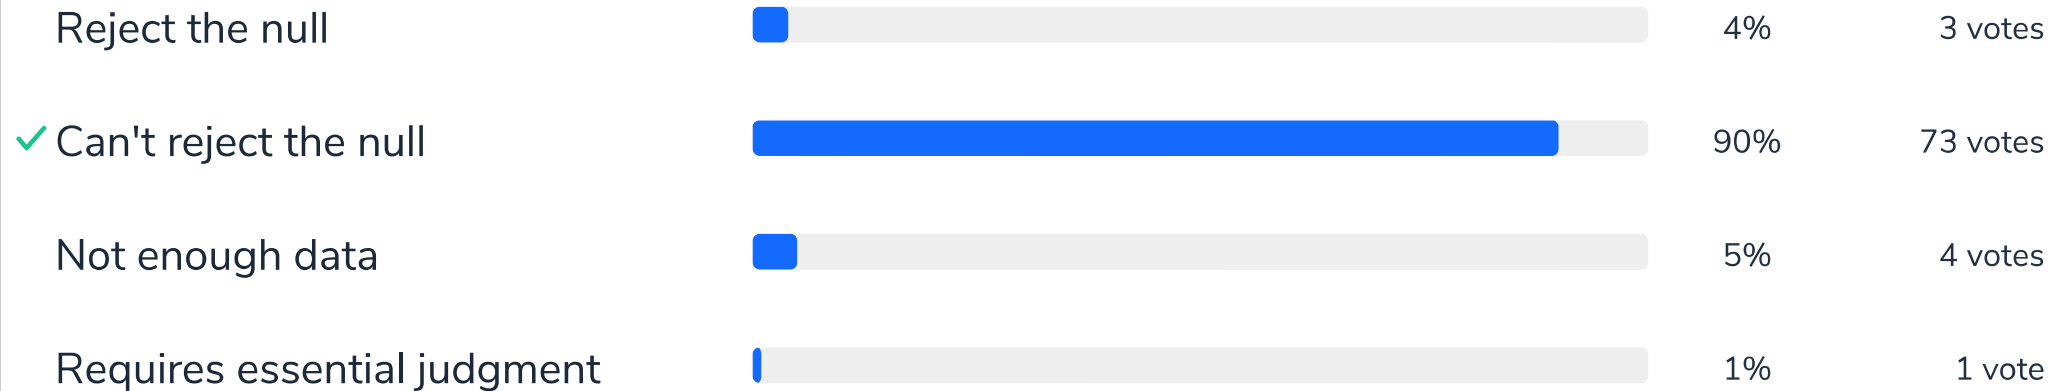 Reject the null 4% 3 votes
Can't reject the null 90% 73 votes
Not enough data 5% 4 votes
Requires essential judgment 1% 1 vote